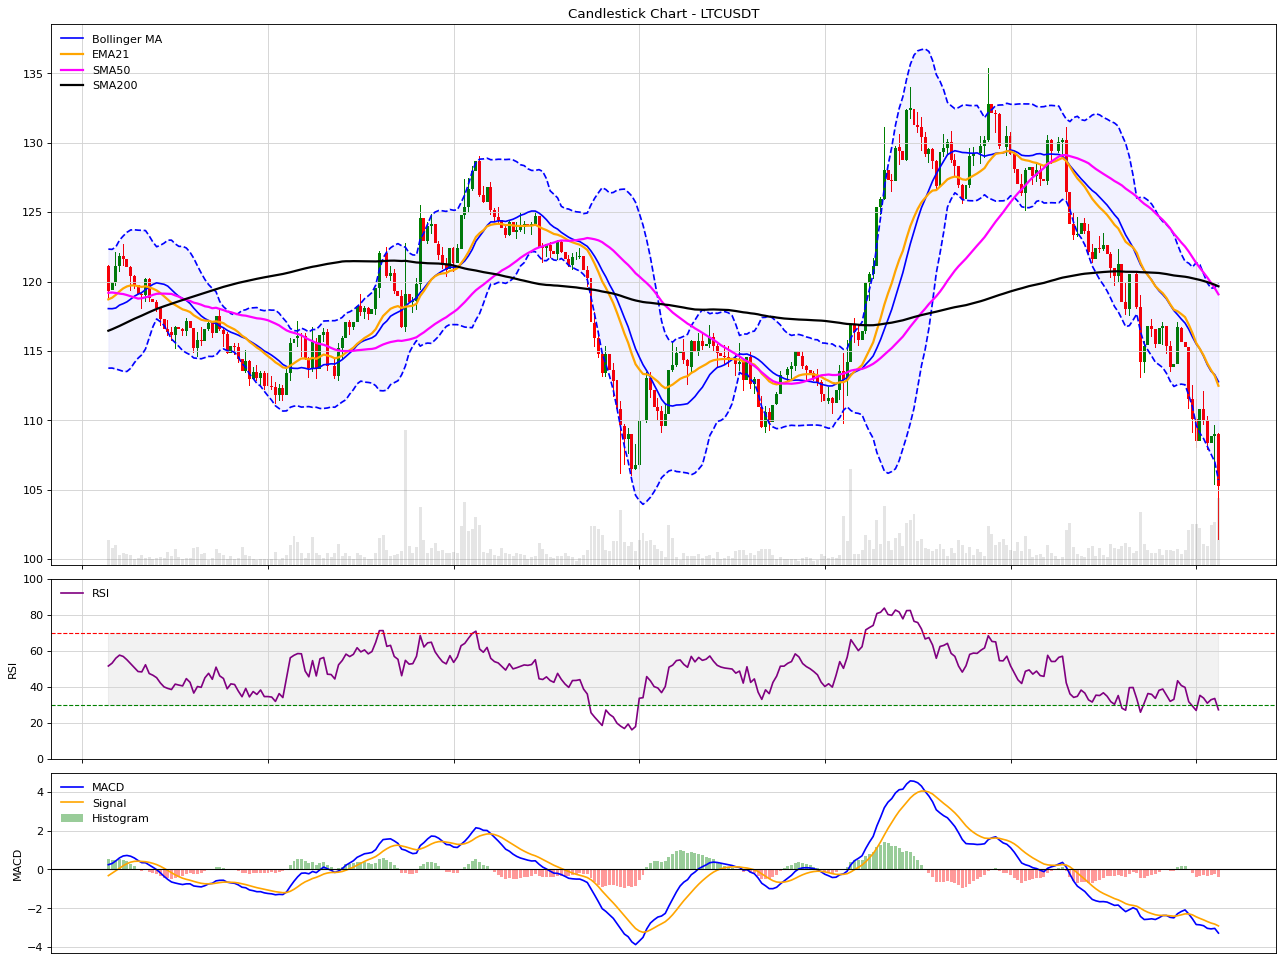 Candlestick Chart - LTCUSDT
Bollinger MA
EMA21
SMA50
SMA200
135
130
125
120
115
110
105
100
100
80
60
40
20
0
RSI
RSI
4
2
0
−2
−4
MACD
MACD
Signal
Histogram